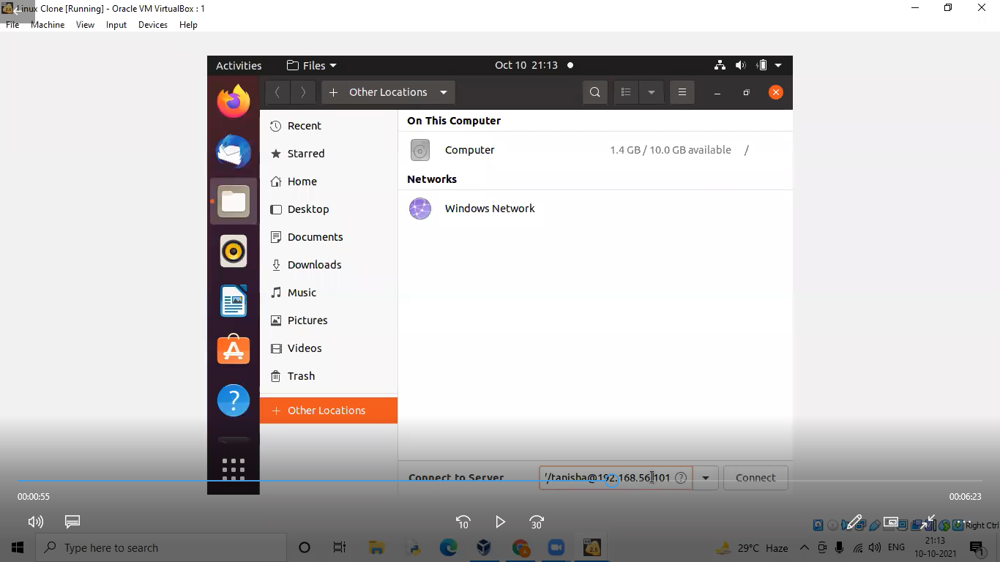 Linux Clone [Running] - Oracle VM VirtualBox : 1
File Machine View Input Devices Help
Activities Files Oct 10 21:13
Other Locations
Recent
Starred
Home
Desktop
Documents
Downloads
Music
Pictures
Videos
Trash
Other Locations
On This Computer
Computer 1.4 GB / 10.0 GB available /
Networks
Windows Network
Connect to Server //tanisha@192.168.56.101 Connect
00:00:55 00:06:23
10 30
Right Ctrl
Type here to search 29°C Haze ENG 21:13
10-10-2021
1